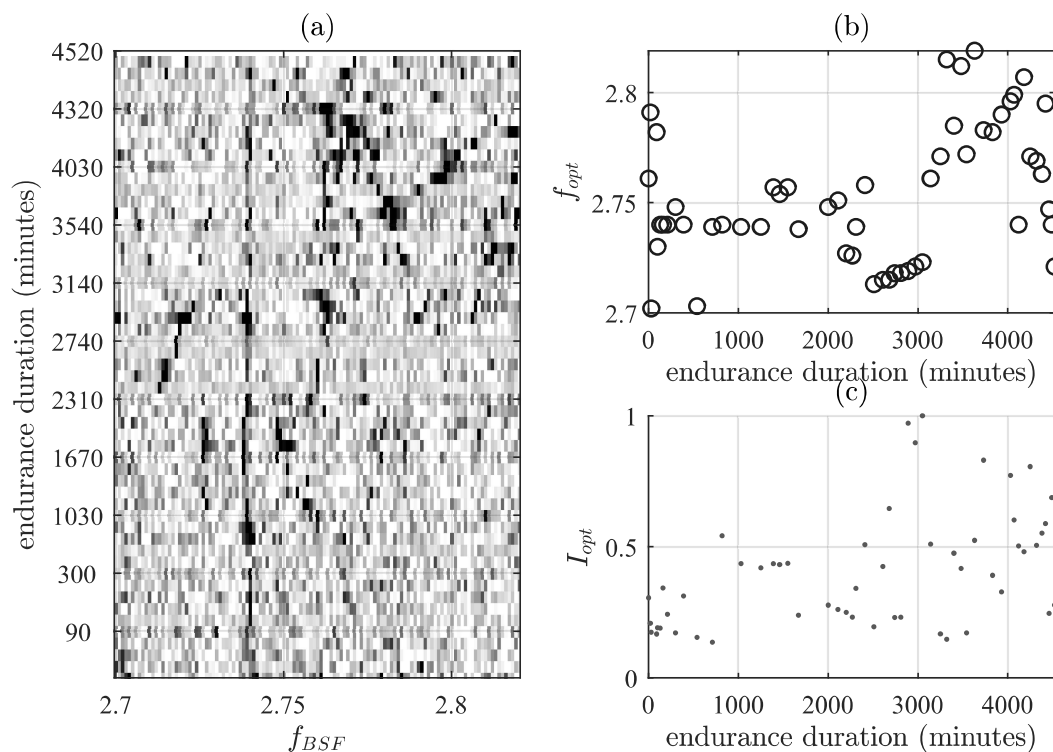 (a)
4520
4320
4030
3540
3140
2740
2310
1670
1030
300
90
endurance duration (minutes)
2.7 2.75 2.8
f_BSF
(b)
2.8
2.75
2.7
f_opt
0 1000 2000 3000 4000
endurance duration (minutes)
(c)
1
0.5
0
I_opt
0 1000 2000 3000 4000
endurance duration (minutes)